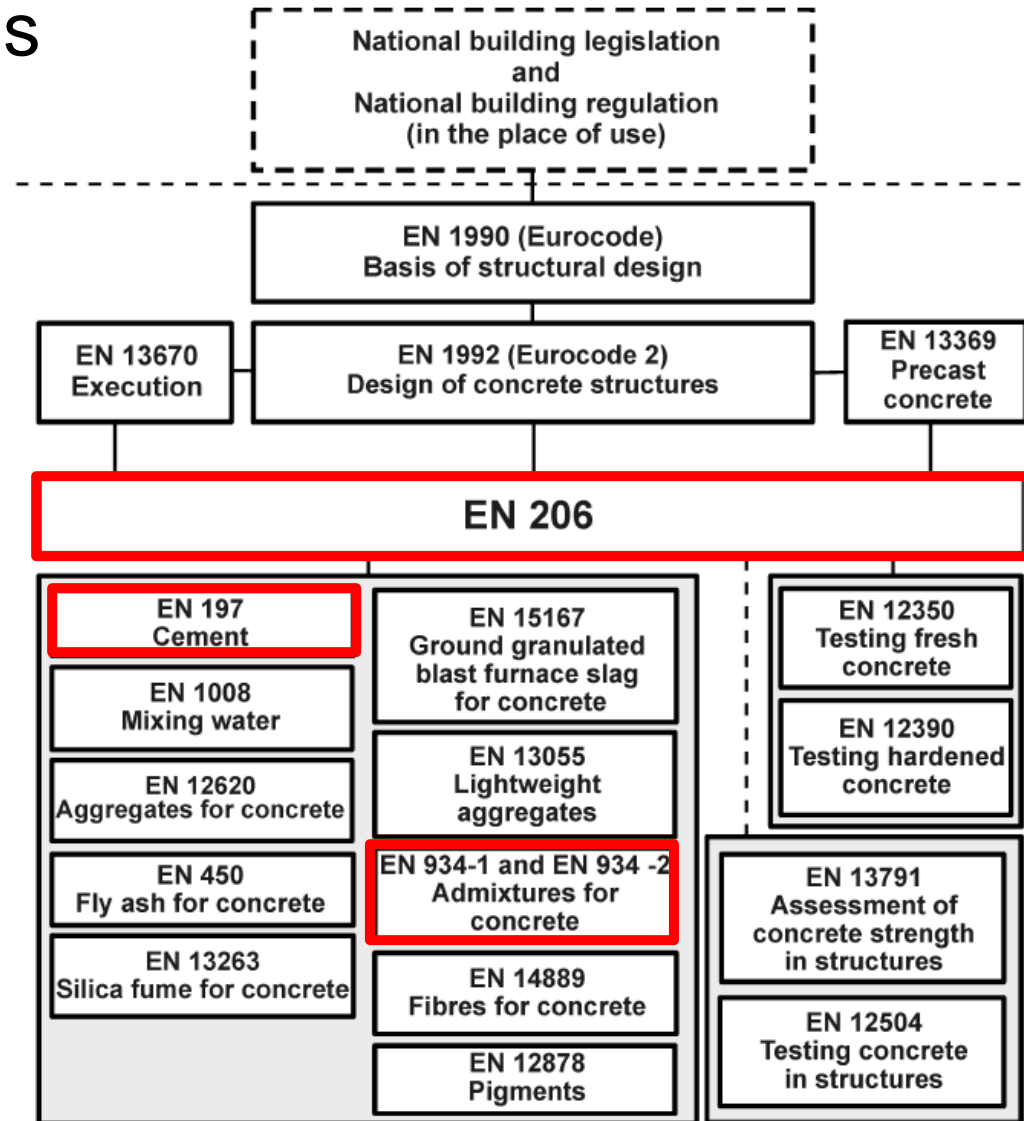 s
National building legislation
and
National building regulation
(in the place of use)
EN 1990 (Eurocode)
Basis of structural design
EN 13670
Execution
EN 1992 (Eurocode 2)
Design of concrete structures
EN 13369
Precast
concrete
EN 206
EN 197
Cement
EN 1008
Mixing water
EN 12620
Aggregates for concrete
EN 450
Fly ash for concrete
EN 13263
Silica fume for concrete
EN 15167
Ground granulated
blast furnace slag
for concrete
EN 13055
Lightweight
aggregates
EN 934-1 and EN 934 -2
Admixtures for
concrete
EN 14889
Fibres for concrete
EN 12878
Pigments
EN 12350
Testing fresh
concrete
EN 12390
Testing hardened
concrete
EN 13791
Assessment of
concrete strength
in structures
EN 12504
Testing concrete
in structures